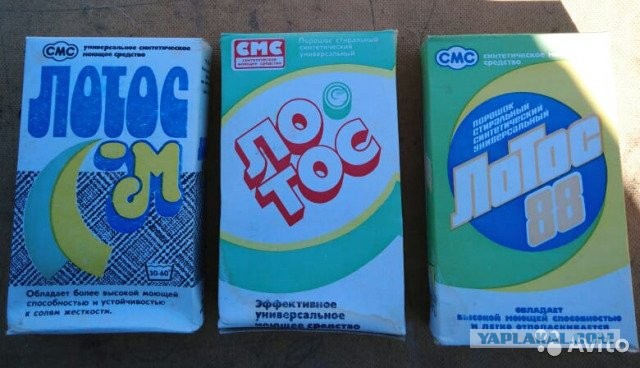 СМС
универсальное синтетическое
моющее средство
ЛОТОС
-М
30-60°
Обладает более высокой моющей
способностью и устойчивостью
к солям жесткости.
СМС
синтетическое
моющее средство
Порошок стиральный
синтетический
универсальный
ЛО
ТОС
Эффективное
универсальное
моющее средство
СМС
синтетическое
средство
ПОРОШОК
СТИРАЛЬНЫЙ
СИНТЕТИЧЕСКИЙ
УНИВЕРСАЛЬНЫЙ
ЛОТОС
88
ОБЛАДАЕТ
ВЫСОКОЙ МОЮЩЕЙ СПОСОБНОСТЬЮ
И ЛЕГКО ОТПОЛАСКИВАЕТСЯ
YAPLAKAL.COM
Avito